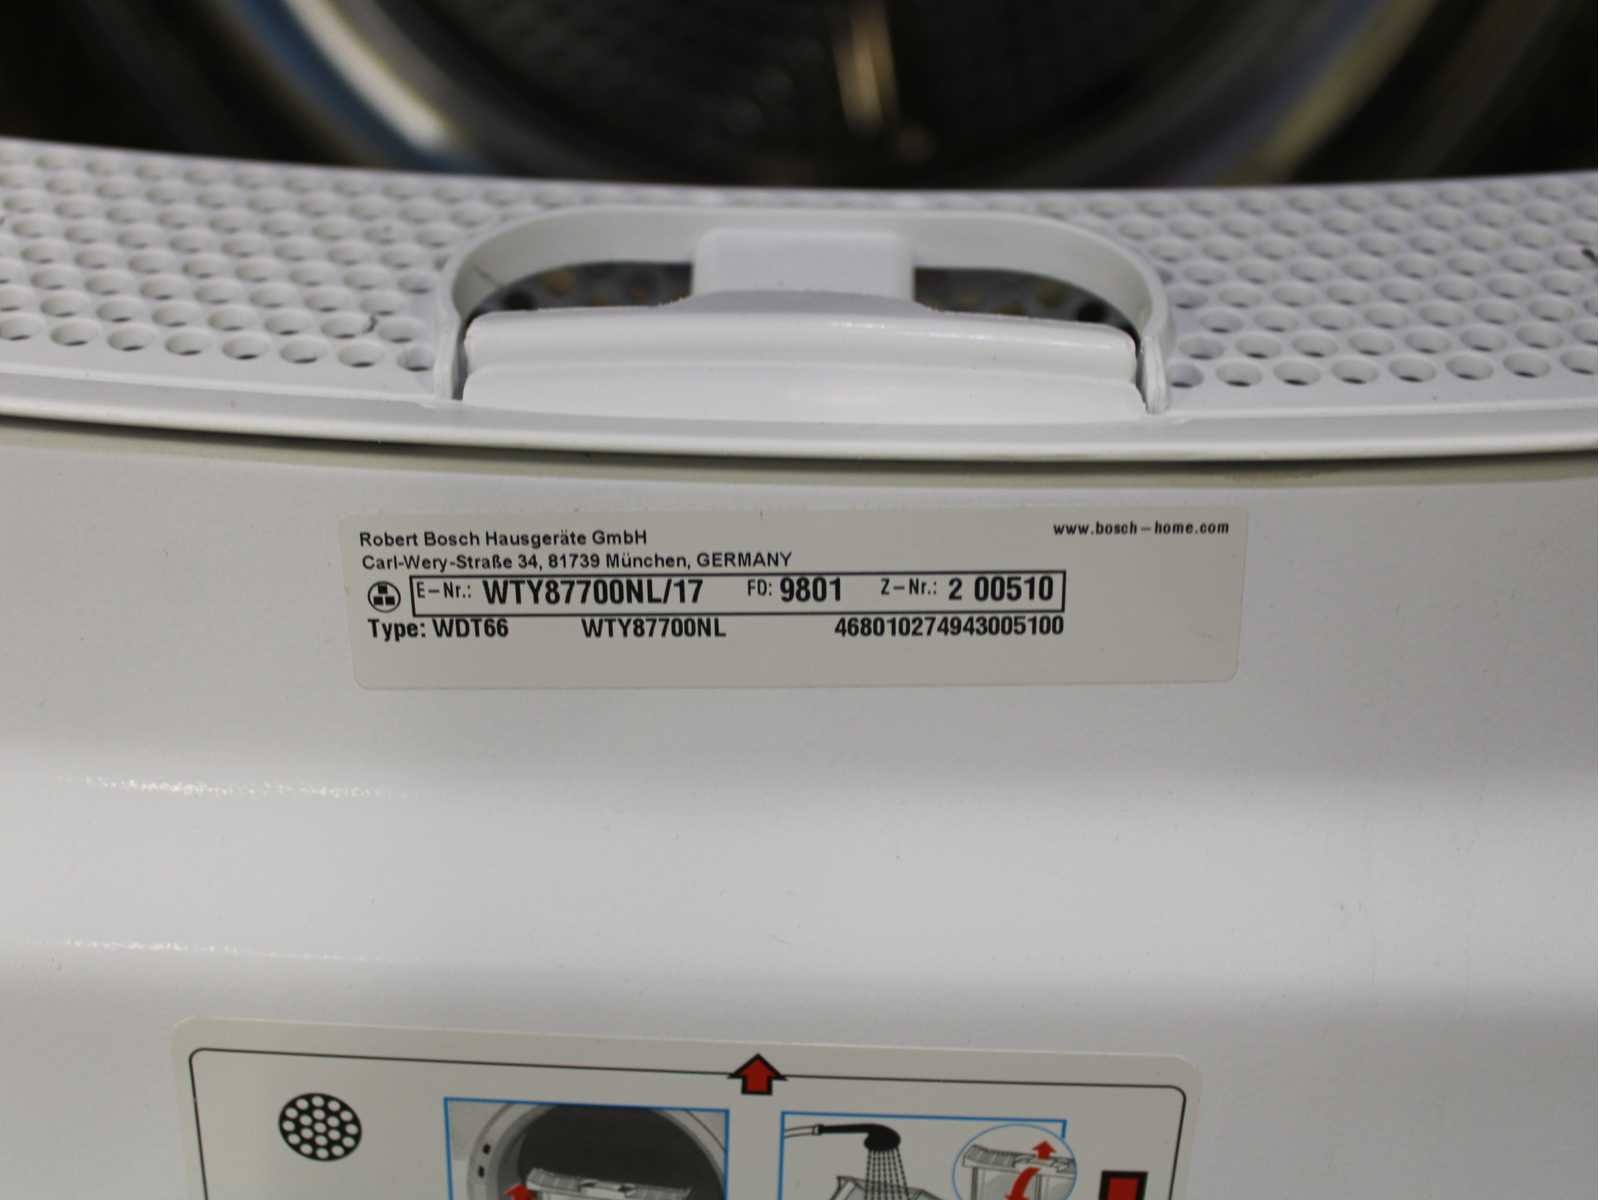 Robert Bosch Hausgeräte GmbH
www.bosch-home.com
Carl-Wery-Straße 34, 81739 München, GERMANY
E-Nr.: WTY87700NL/17 FD: 9801 Z-Nr.: 2 00510
Type: WDT66 WTY87700NL 468010274943005100